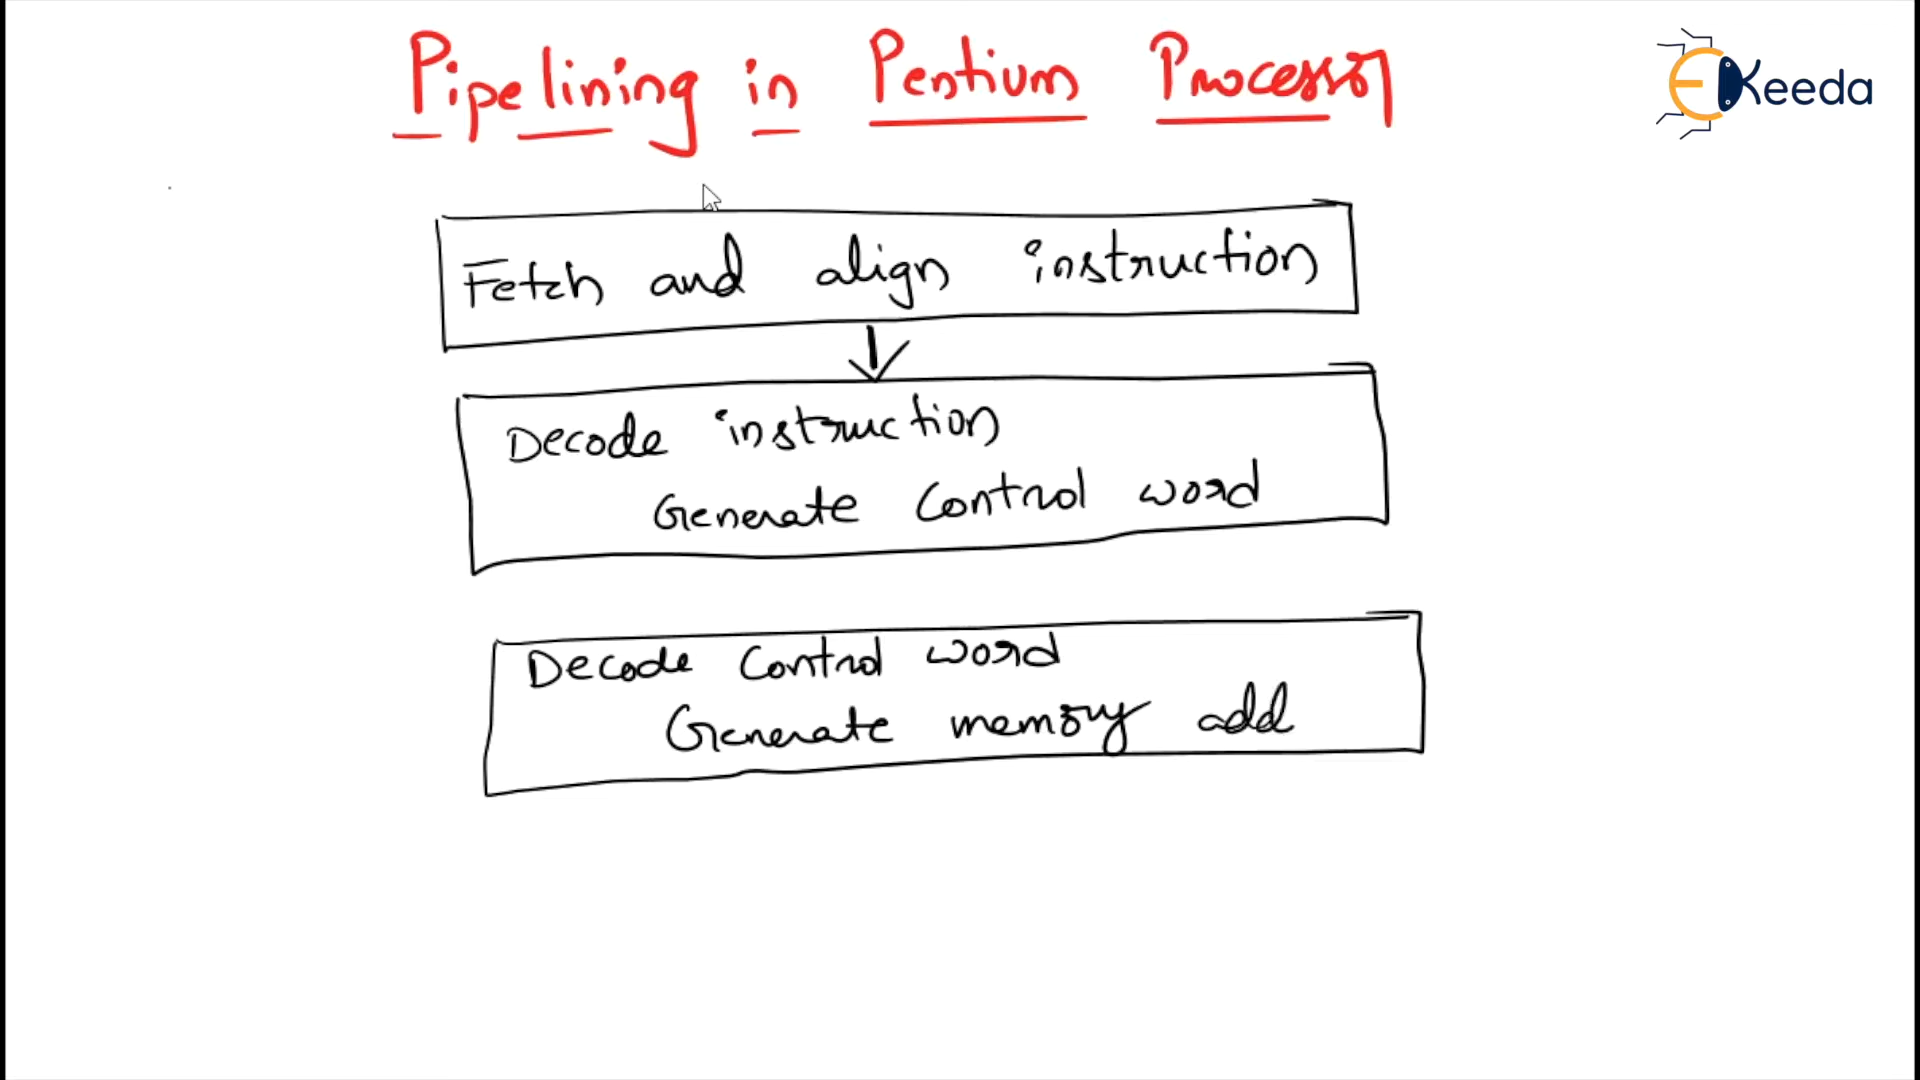 Pipelining in Pentium Processor
EKeeda
Fetch and align instruction
Decode instruction
Generate Control word
Decode Control word
Generate memory add